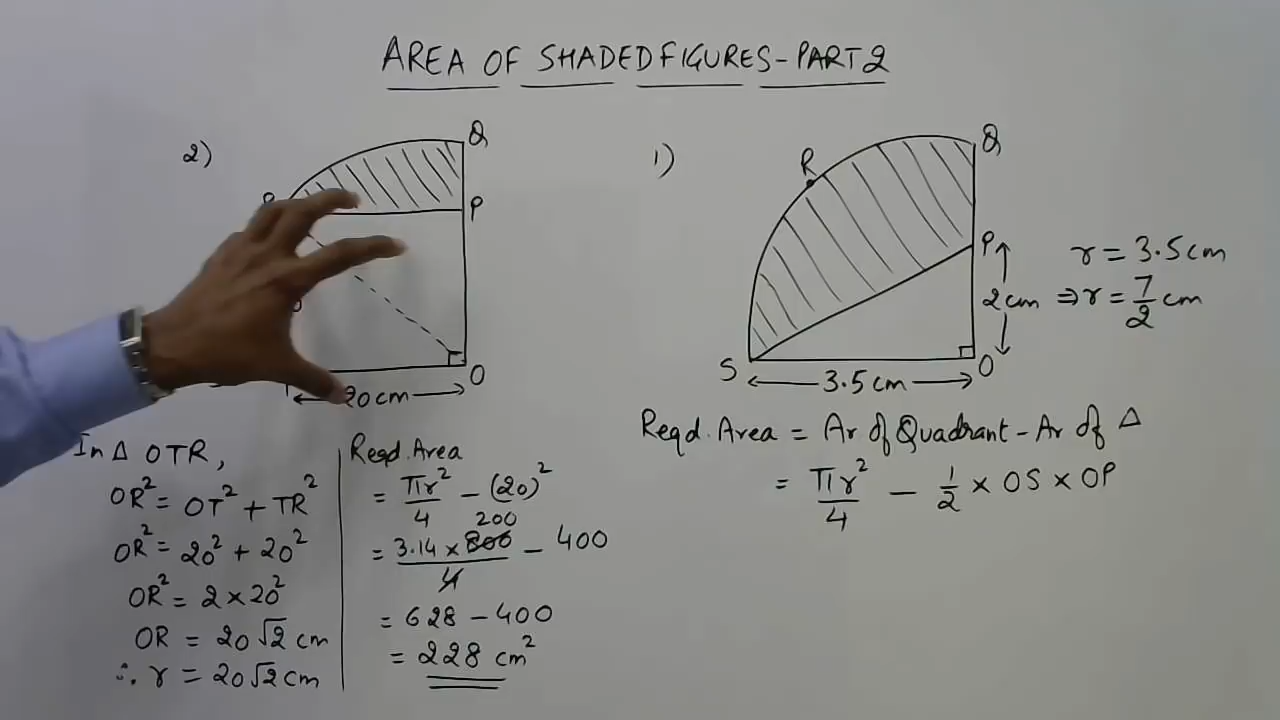 AREA OF SHADED FIGURES - PART 2
2)
Q
P
O
20 cm
In Δ OTR,
OR² = OT² + TR²
OR² = 20² + 20²
OR² = 2 × 20²
OR = 20√2 cm
∴ r = 20√2 cm
Reqd. Area
= πr²/4 - (20)²
200
= 3.14 × 800/4 - 400
= 628 - 400
= 228 cm²
1)
R
Q
P
2 cm
S
O
3.5 cm
r = 3.5 cm
⇒ r = 7/2 cm
Reqd. Area = Ar of Quadrant - Ar of Δ
= πr²/4 - 1/2 × OS × OP